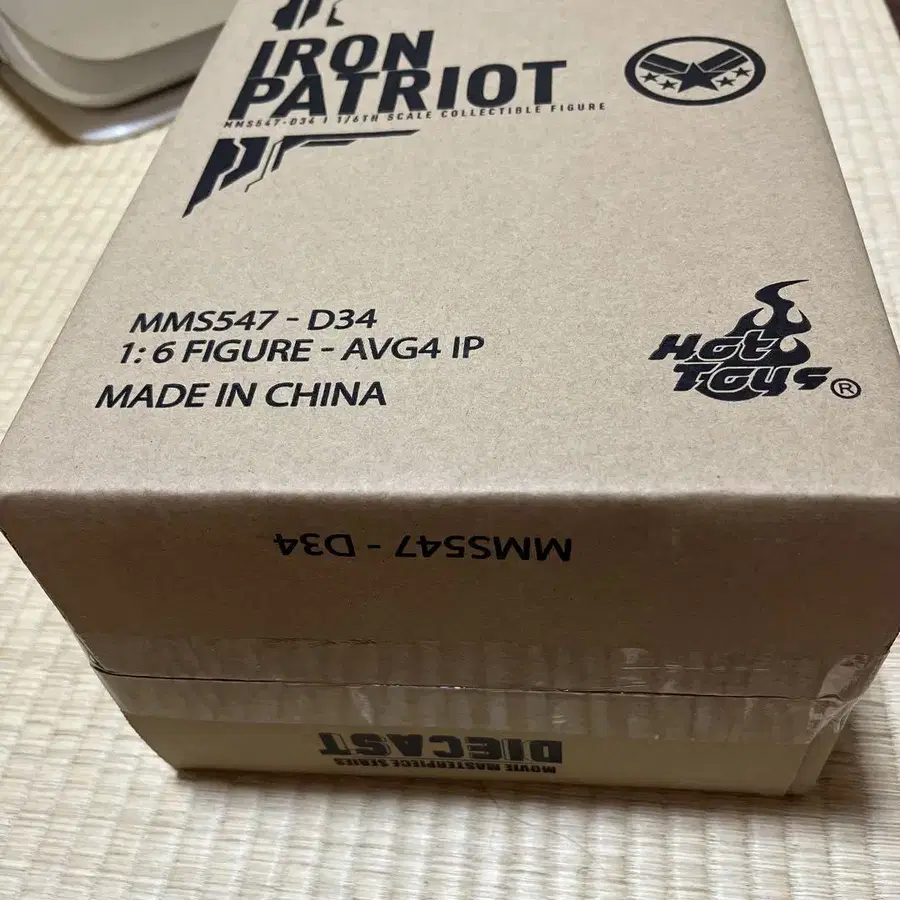 IRON
PATRIOT
MMS547-D34 | 1/6TH SCALE COLLECTIBLE FIGURE
MMS547 - D34
1: 6 FIGURE - AVG4 IP
MADE IN CHINA
Hot
Toys®
MMS547 - D34
MOVIE MASTERPIECE SERIES
DIECAST